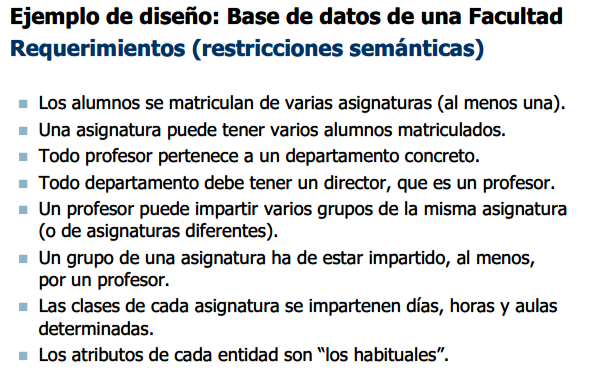 Ejemplo de diseño: Base de datos de una Facultad
Requerimientos (restricciones semánticas)
Los alumnos se matriculan de varias asignaturas (al menos una).
Una asignatura puede tener varios alumnos matriculados.
Todo profesor pertenece a un departamento concreto.
Todo departamento debe tener un director, que es un profesor.
Un profesor puede impartir varios grupos de la misma asignatura
(o de asignaturas diferentes).
Un grupo de una asignatura ha de estar impartido, al menos,
por un profesor.
Las clases de cada asignatura se impartenen días, horas y aulas
determinadas.
Los atributos de cada entidad son “los habituales”.